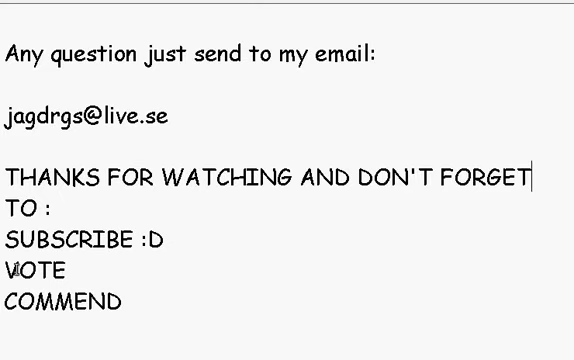 Any question just send to my email:
jagdrgs@live.se
THANKS FOR WATCHING AND DON'T FORGET
TO :
SUBSCRIBE :D
VOTE
COMMEND